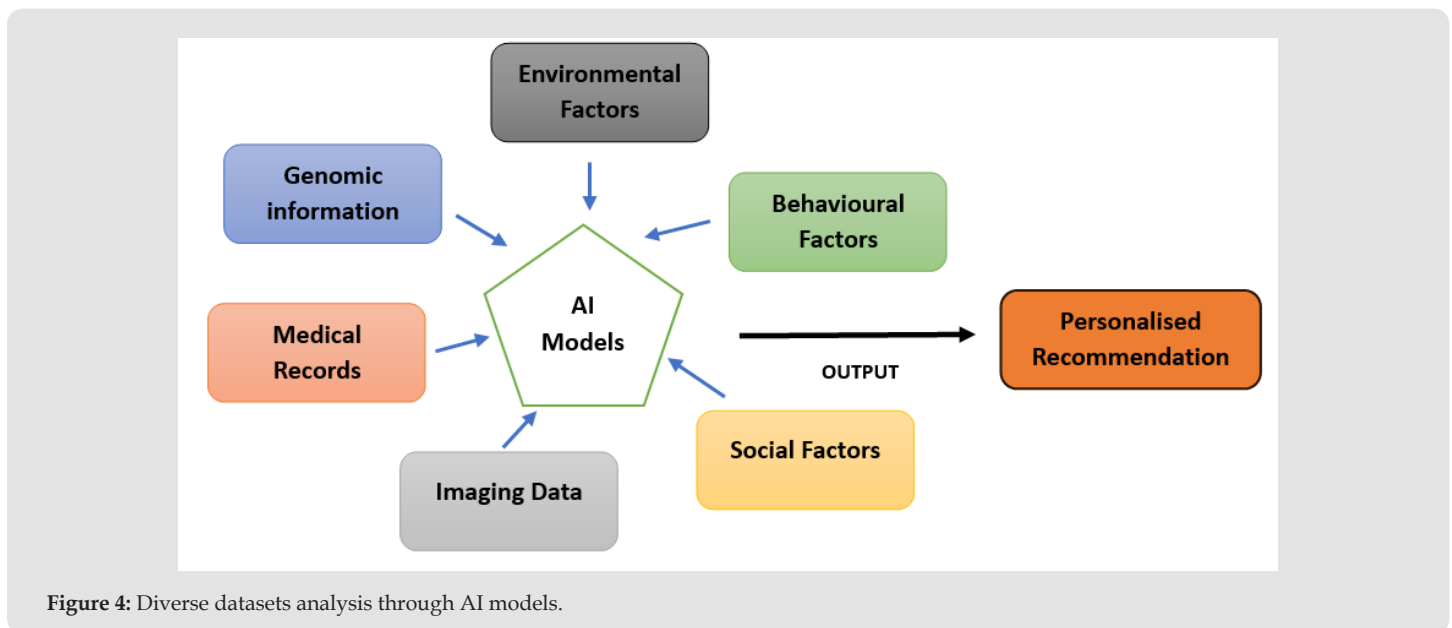 Environmental
Factors
Genomic
information
Behavioural
Factors
AI
Models
Medical
Records
Personalised
Recommendation
OUTPUT
Social Factors
Imaging Data
Figure 4: Diverse datasets analysis through AI models.